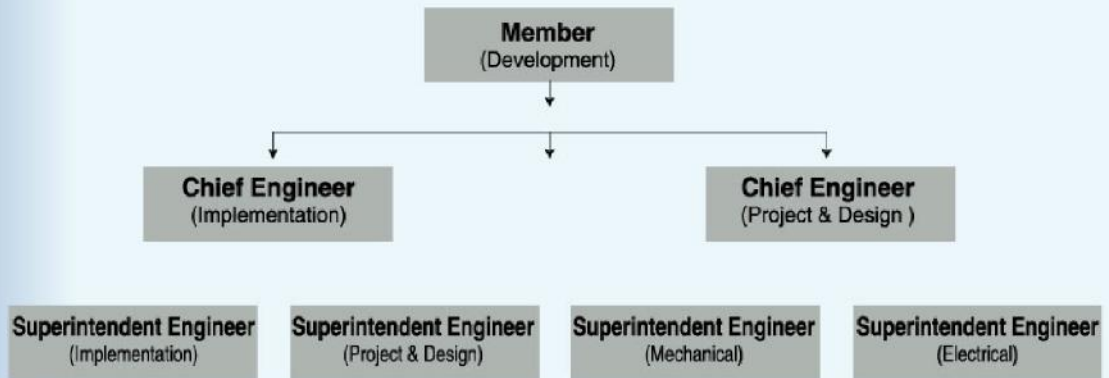 Member
(Development)
Chief Engineer
(Implementation)
Chief Engineer
(Project & Design )
Superintendent Engineer
(Implementation)
Superintendent Engineer
(Project & Design)
Superintendent Engineer
(Mechanical)
Superintendent Engineer
(Electrical)